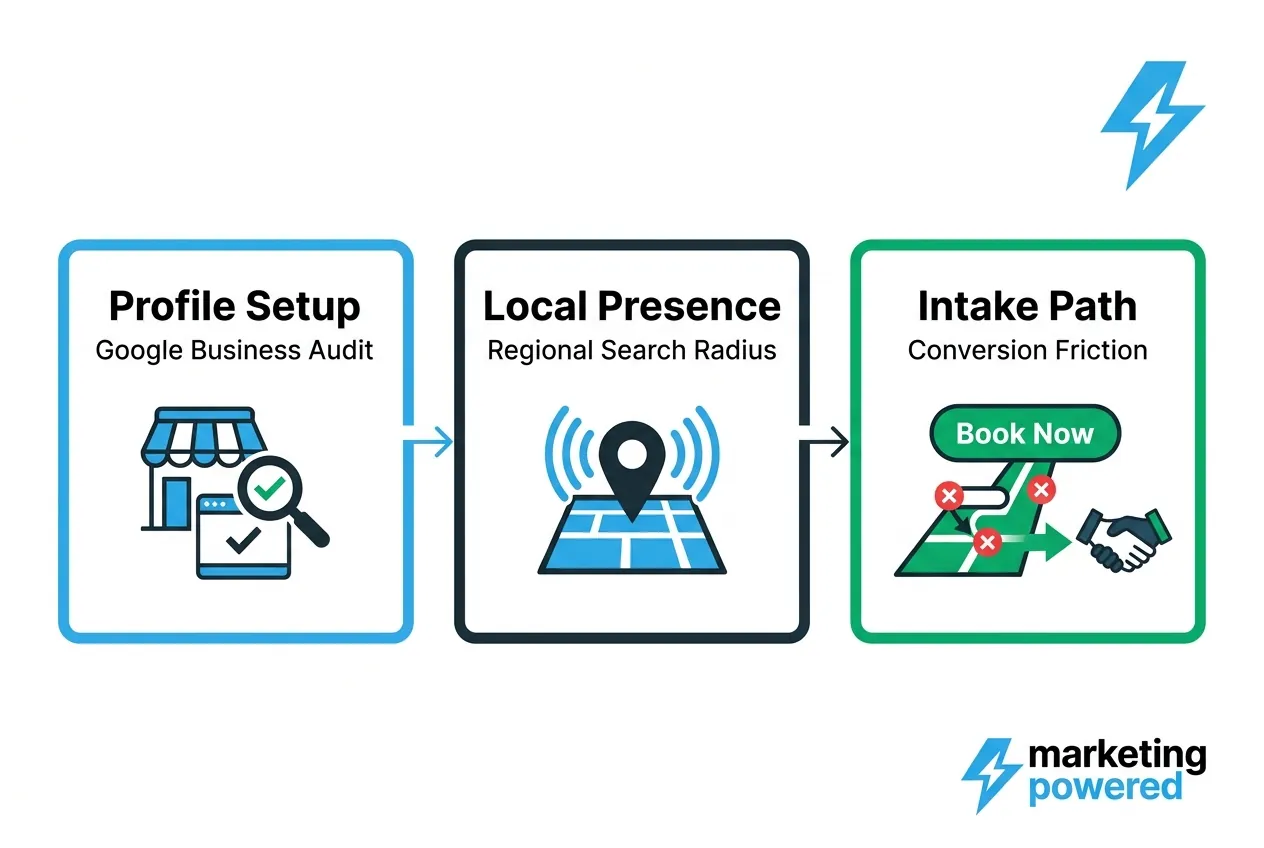 Profile Setup
Google Business Audit
Local Presence
Regional Search Radius
Intake Path
Conversion Friction
Book Now
marketing
powered